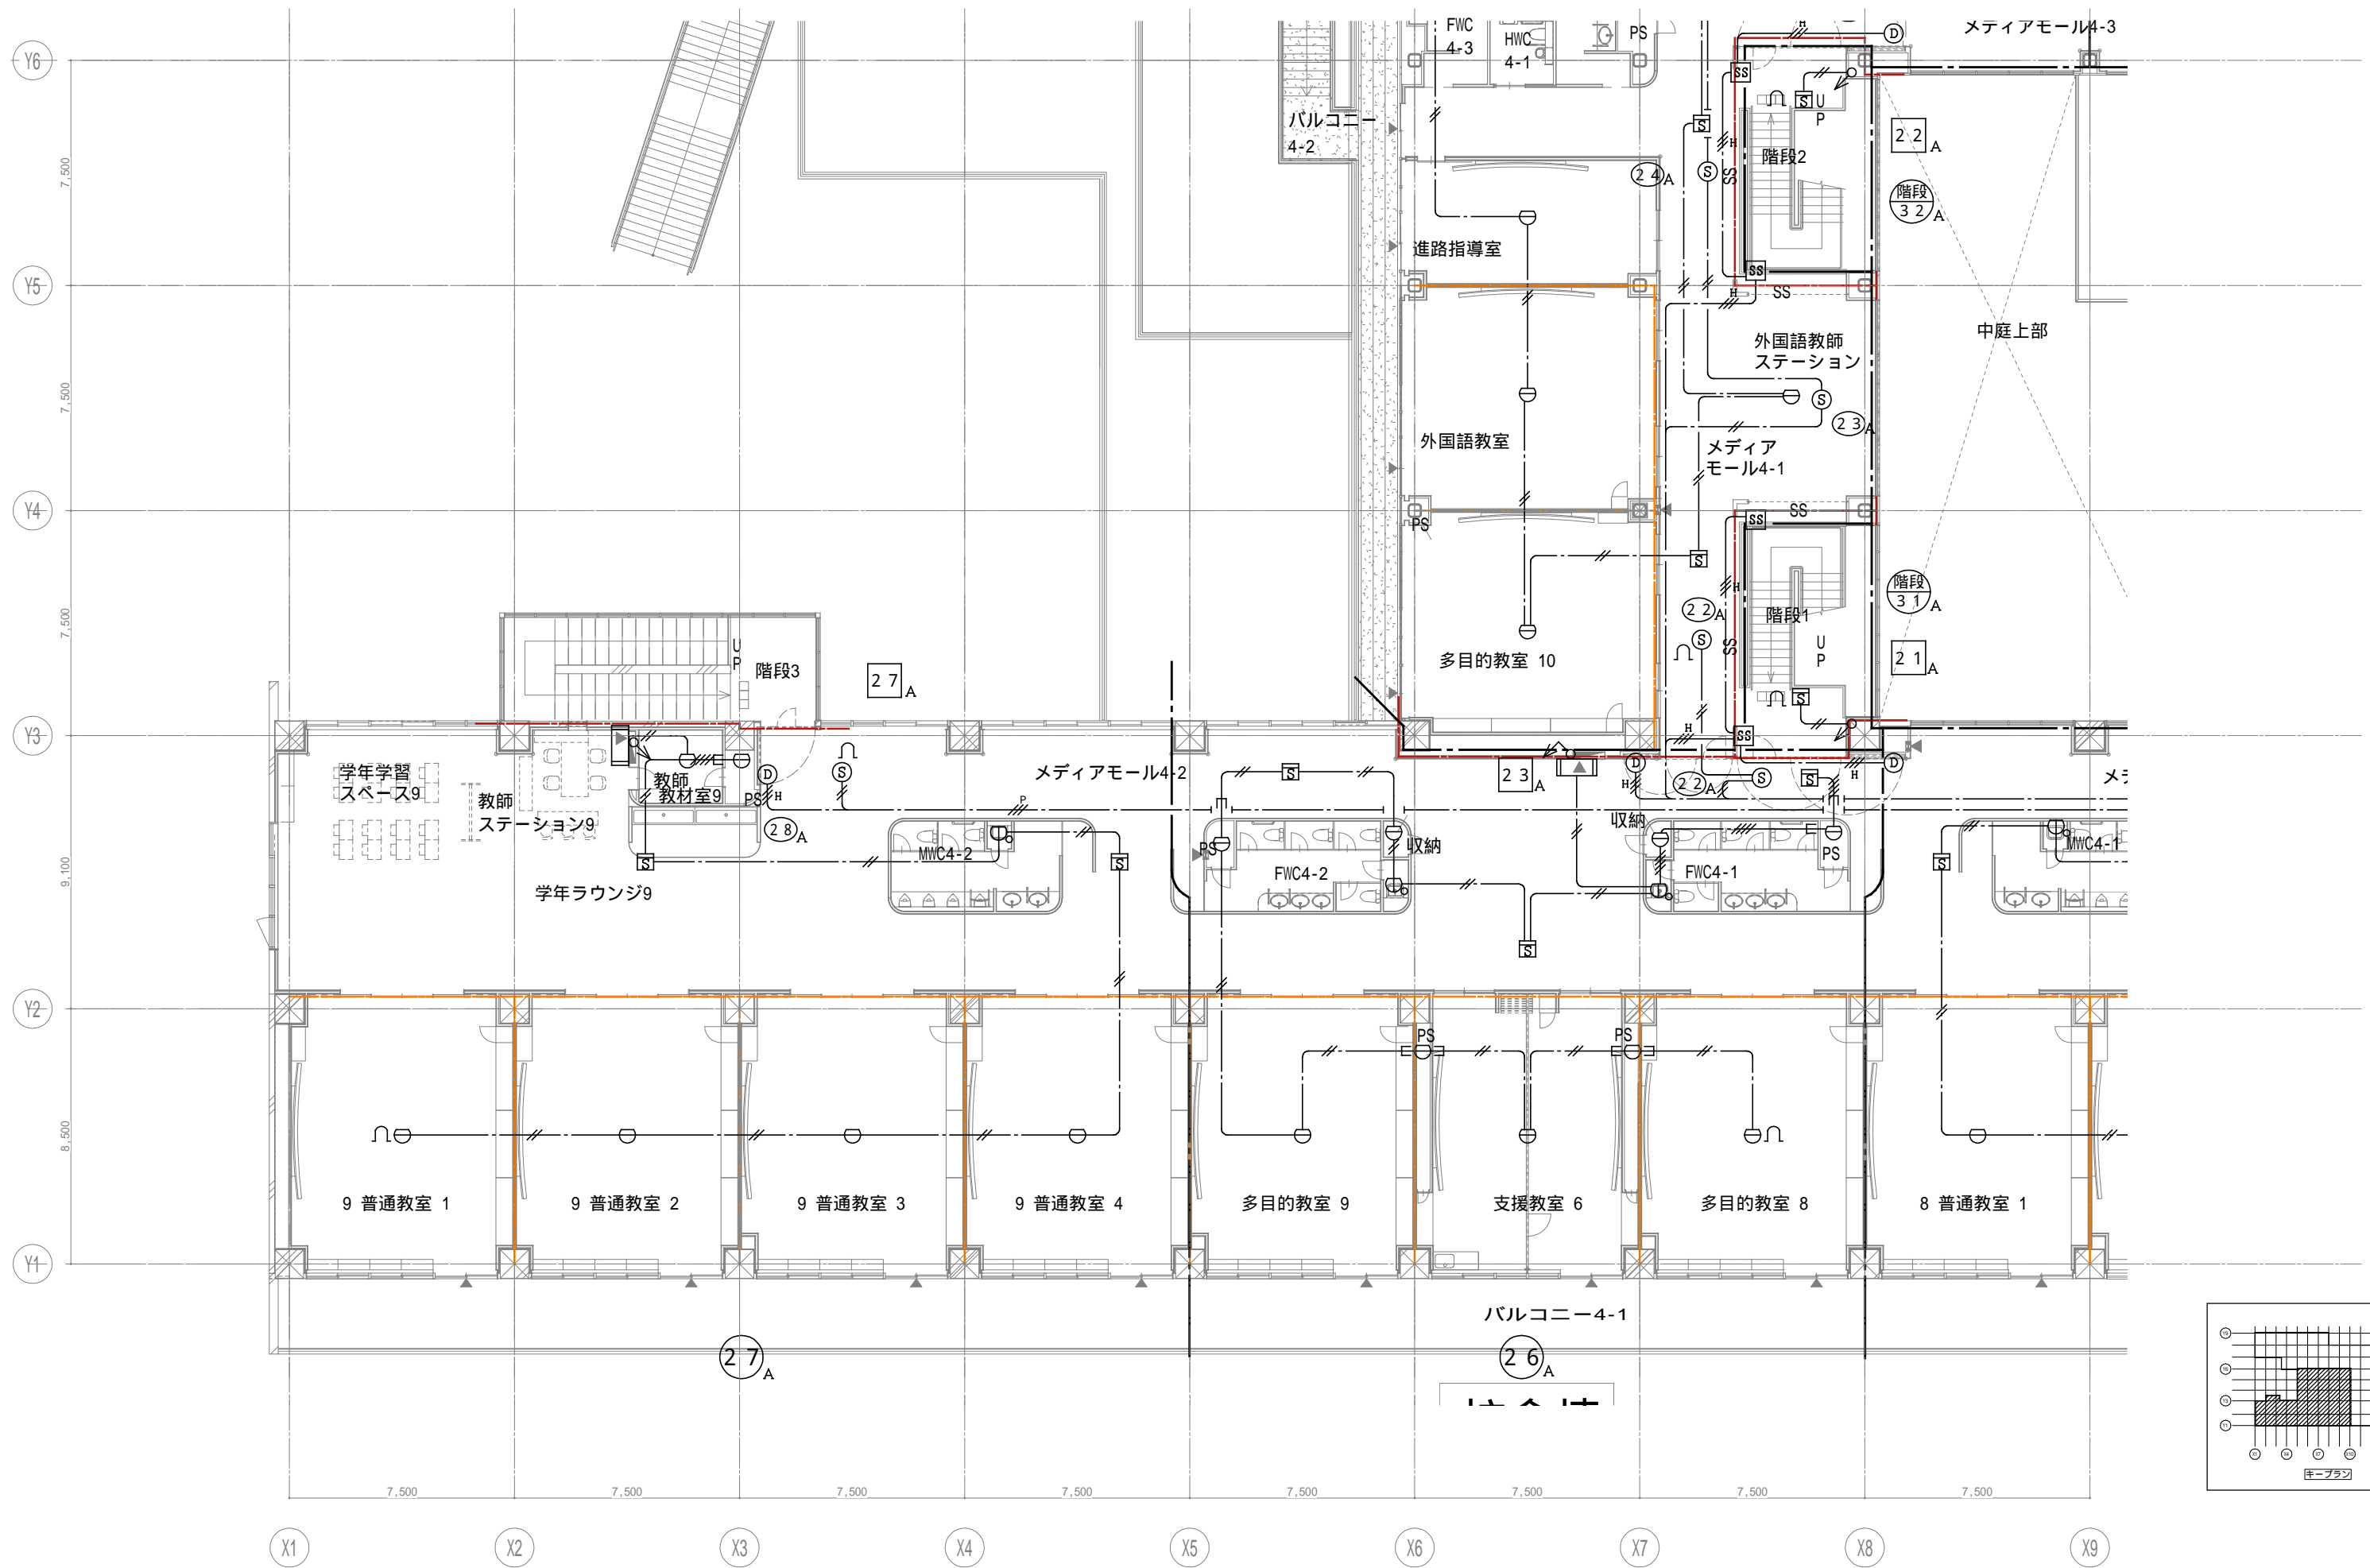 FWC
4-3
HWC
4-1
PS
メディアモール4-3
Y6
バルコニー
4-2
U
P
階段2
22 A
24 A
階段
32 A
進路指導室
Y5
SS
外国語教師
ステーション
中庭上部
23 A
外国語教室
メディア
モール4-1
Y4
PS
SS
階段
31 A
22 A
階段1
U
P
21 A
多目的教室 10
U
P
階段3
27 A
Y3
学年学習
スペース9
教師
ステーション9
教師
教材室9
PS
28 A
メディアモール4-2
23 A
22 A
収納
収納
PS
MWC4-2
FWC4-2
FWC4-1
PS
MWC4-1
学年ラウンジ9
Y2
PS
PS
9 普通教室 1
9 普通教室 2
9 普通教室 3
9 普通教室 4
多目的教室 9
支援教室 6
多目的教室 8
8 普通教室 1
Y1
バルコニー4-1
27 A
26 A
7,500
7,500
7,500
9,100
8,500
7,500
7,500
7,500
7,500
7,500
7,500
7,500
7,500
X1
X2
X3
X4
X5
X6
X7
X8
X9
キープラン